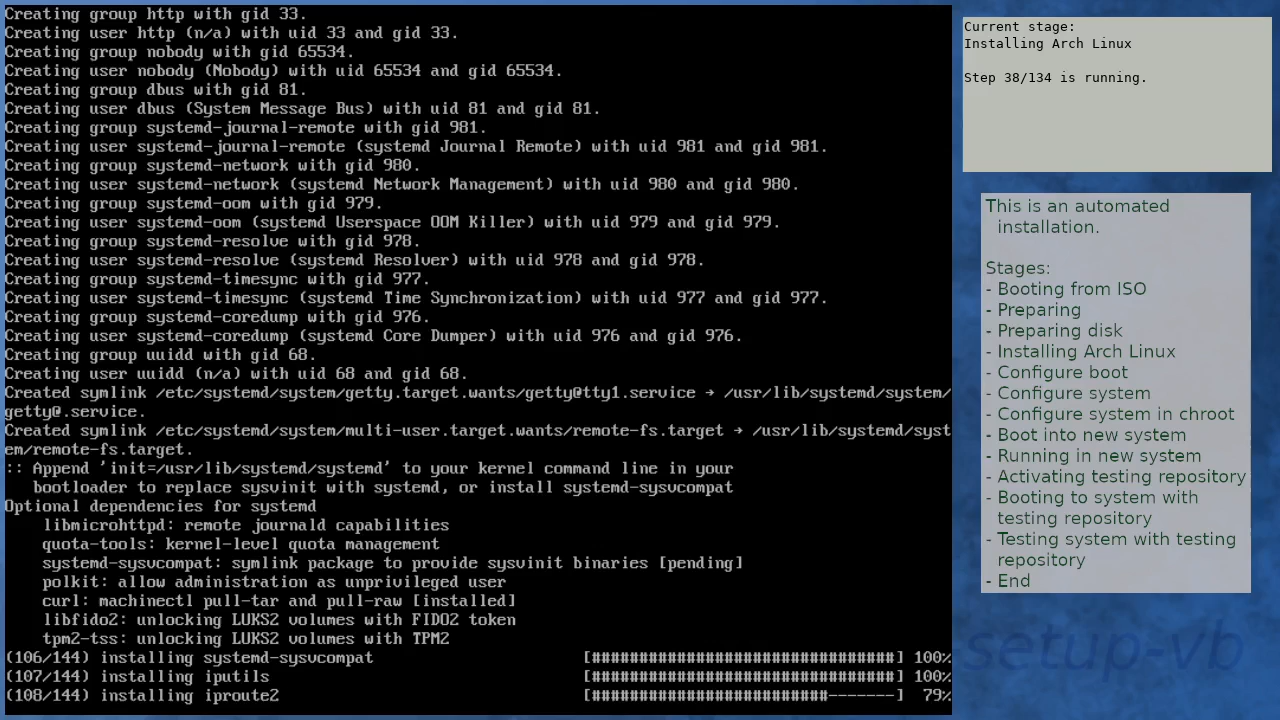 Creating group http with gid 33.
Creating user http (n/a) with uid 33 and gid 33.
Creating group nobody with gid 65534.
Creating user nobody (Nobody) with uid 65534 and gid 65534.
Creating group dbus with gid 81.
Creating user dbus (System Message Bus) with uid 81 and gid 81.
Creating group systemd-journal-remote with gid 981.
Creating user systemd-journal-remote (systemd Journal Remote) with uid 981 and gid 981.
Creating group systemd-network with gid 980.
Creating user systemd-network (systemd Network Management) with uid 980 and gid 980.
Creating group systemd-oom with gid 979.
Creating user systemd-oom (systemd Userspace OOM Killer) with uid 979 and gid 979.
Creating group systemd-resolve with gid 978.
Creating user systemd-resolve (systemd Resolver) with uid 978 and gid 978.
Creating group systemd-timesync with gid 977.
Creating user systemd-timesync (systemd Time Synchronization) with uid 977 and gid 977.
Creating group systemd-coredump with gid 976.
Creating user systemd-coredump (systemd Core Dumper) with uid 976 and gid 976.
Creating group uuidd with gid 68.
Creating user uuidd (n/a) with uid 68 and gid 68.
Created symlink /etc/systemd/system/getty.target.wants/getty@tty1.service → /usr/lib/systemd/system/
getty@.service.
Created symlink /etc/systemd/system/multi-user.target.wants/remote-fs.target → /usr/lib/systemd/syst
em/remote-fs.target.
:: Append 'init=/usr/lib/systemd/systemd' to your kernel command line in your
bootloader to replace sysvinit with systemd, or install systemd-sysvcompat
Optional dependencies for systemd
libmicrohttpd: remote journald capabilities
quota-tools: kernel-level quota management
systemd-sysvcompat: symlink package to provide sysvinit binaries [pending]
polkit: allow administration as unprivileged user
curl: machinectl pull-tar and pull-raw [installed]
libfido2: unlocking LUKS2 volumes with FIDO2 token
tpm2-tss: unlocking LUKS2 volumes with TPM2
(106/144) installing systemd-sysvcompat [################################] 100%
(107/144) installing iputils [################################] 100%
(108/144) installing iproute2 [#########################-------] 79%
Current stage:
Installing Arch Linux
Step 38/134 is running.
This is an automated
installation.
Stages:
- Booting from ISO
- Preparing
- Preparing disk
- Installing Arch Linux
- Configure boot
- Configure system
- Configure system in chroot
- Boot into new system
- Running in new system
- Activating testing repository
- Booting to system with
testing repository
- Testing system with testing
repository
- End
setup-vb